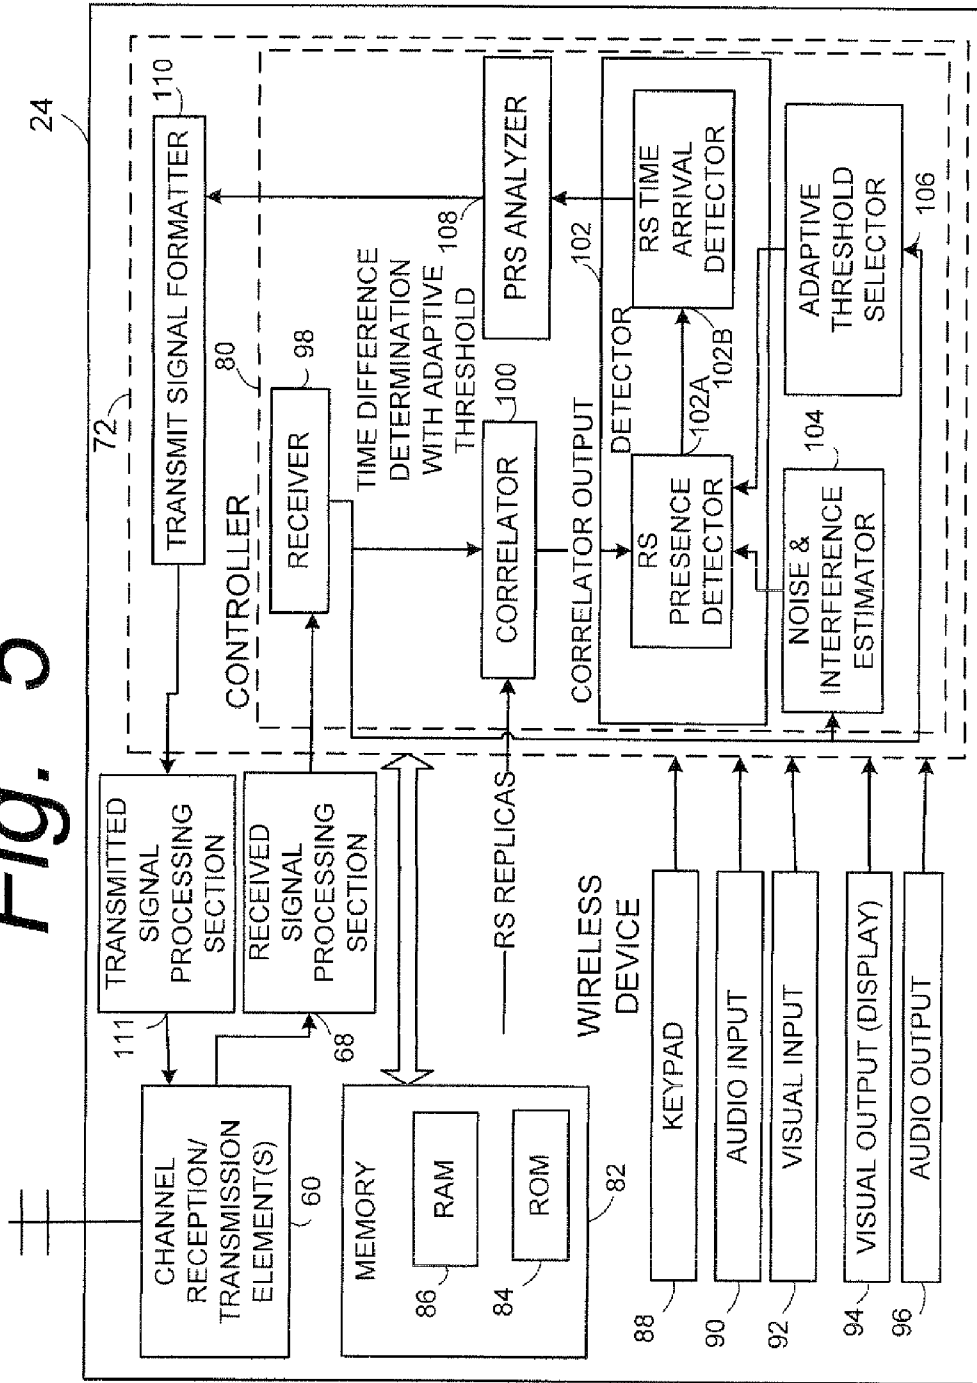 Fig. 5
24
CHANNEL
RECEPTION/
TRANSMISSION
ELEMENT(S)
60
111
TRANSMITTED
SIGNAL
PROCESSING
SECTION
68
RECEIVED
SIGNAL
PROCESSING
SECTION
72
TRANSMIT SIGNAL FORMATTER
110
CONTROLLER
80
RECEIVER
98
TIME DIFFERENCE
DETERMINATION
WITH ADAPTIVE
THRESHOLD
108
PRS ANALYZER
CORRELATOR
100
RS REPLICAS
CORRELATOR OUTPUT
DETECTOR
102
RS
PRESENCE
DETECTOR
102A
RS TIME
ARRIVAL
DETECTOR
102B
NOISE &
INTERFERENCE
ESTIMATOR
104
ADAPTIVE
THRESHOLD
SELECTOR
106
MEMORY
86
RAM
84
ROM
82
WIRELESS
DEVICE
88
KEYPAD
90
AUDIO INPUT
92
VISUAL INPUT
94
VISUAL OUTPUT (DISPLAY)
96
AUDIO OUTPUT